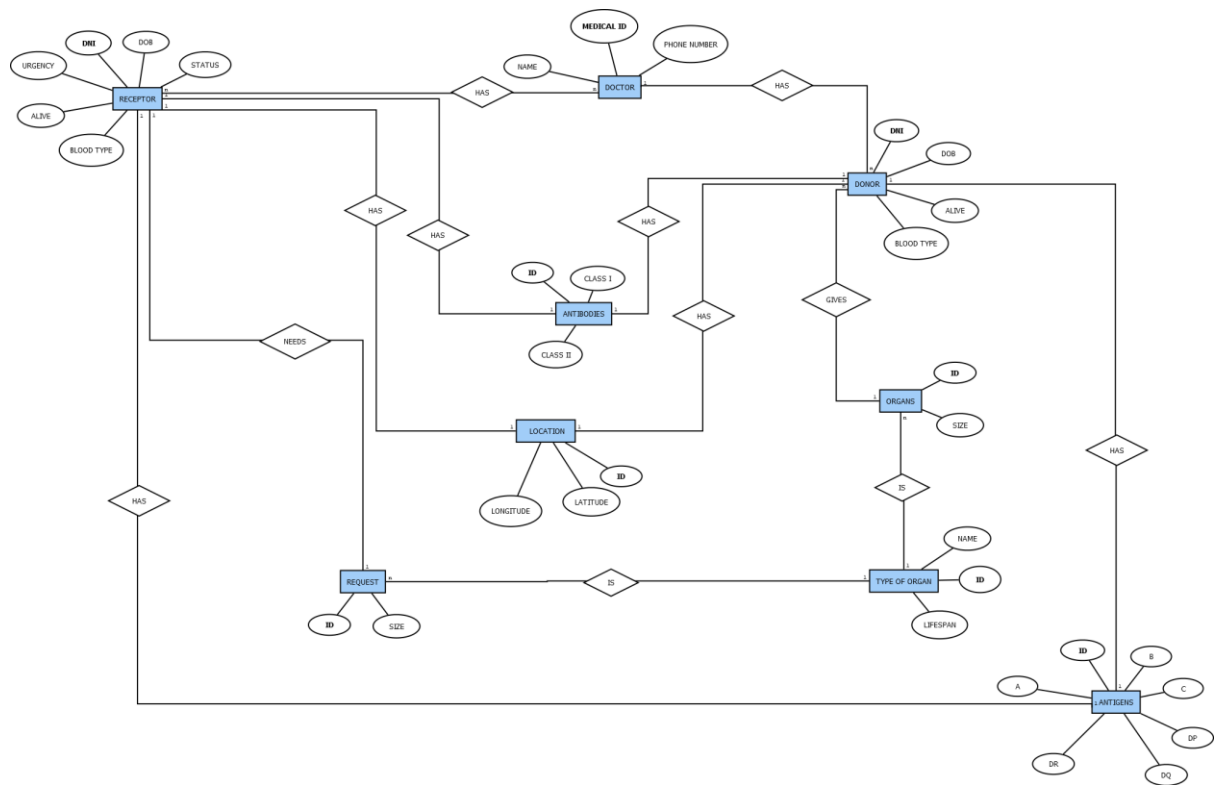 MEDICAL ID
DNI
DOB
PHONE NUMBER
URGENCY
STATUS
NAME
DOCTOR
HAS
HAS
RECEPTOR
ALIVE
BLOOD TYPE
DNI
DOB
DONOR
ALIVE
HAS
HAS
HAS
BLOOD TYPE
ID
CLASS I
GIVES
ANTIBODIES
HAS
NEEDS
CLASS II
ID
ORGANS
SIZE
LOCATION
HAS
ID
IS
HAS
LONGITUDE
LATITUDE
NAME
REQUEST
IS
TYPE OF ORGAN
ID
ID
SIZE
LIFESPAN
ID
B
A
C
ANTIGENS
DP
DR
DQ